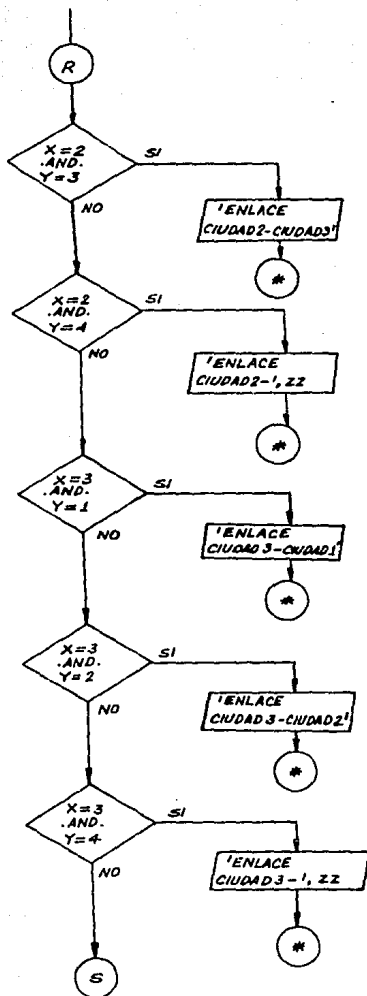 R
X=2
.AND.
Y=3
SI
NO
'ENLACE
CIUDAD2-CIUDAD3'
*
X=2
.AND.
Y=4
SI
NO
'ENLACE
CIUDAD2-', ZZ
*
X=3
.AND.
Y=1
SI
NO
'ENLACE
CIUDAD3-CIUDAD1'
*
X=3
.AND.
Y=2
SI
NO
'ENLACE
CIUDAD3-CIUDAD2'
*
X=3
.AND.
Y=4
SI
NO
'ENLACE
CIUDAD3-', ZZ
*
S